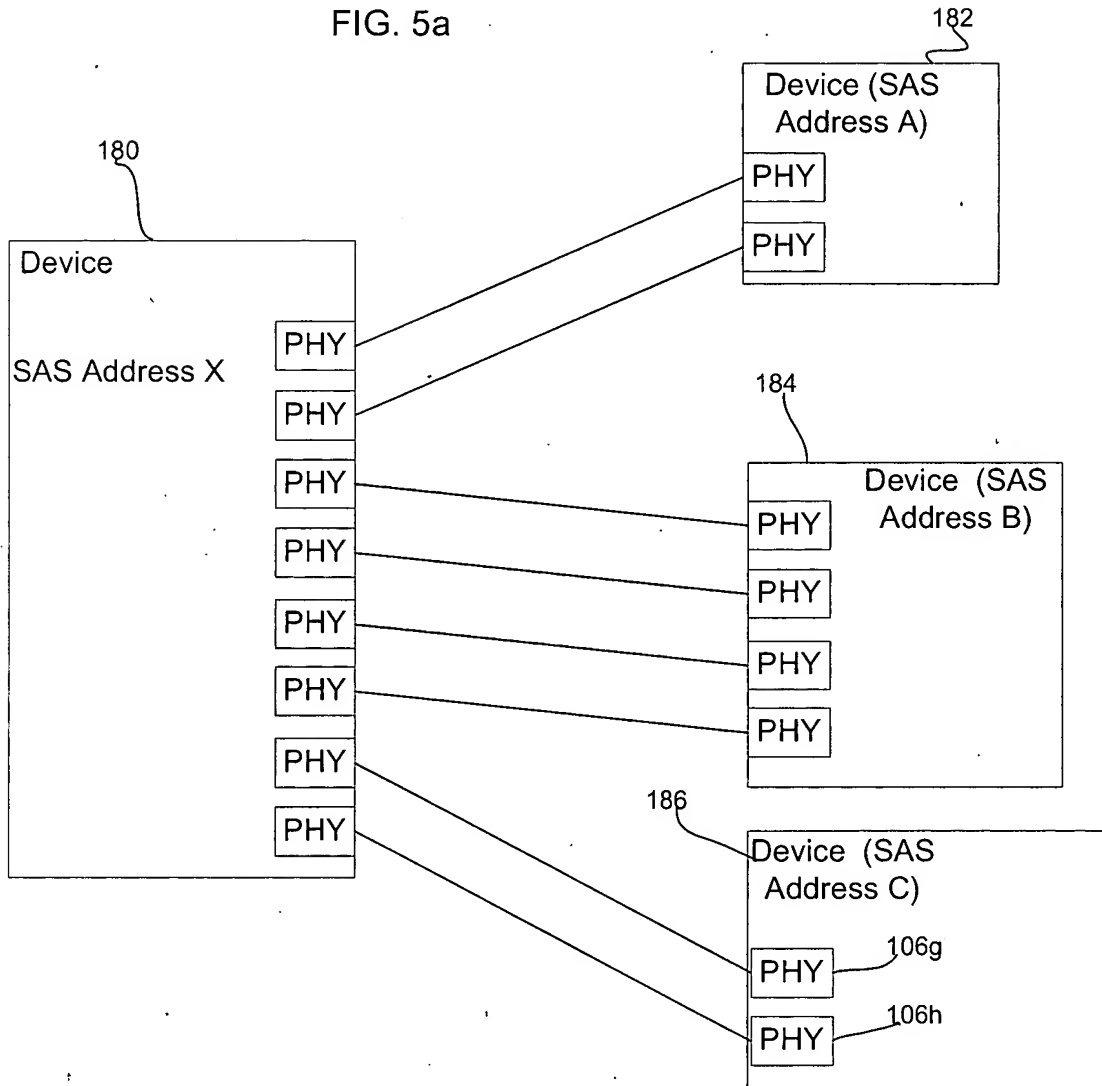 FIG. 5a
182
Device (SAS
Address A)
PHY
PHY
180
Device
SAS Address X
PHY
PHY
PHY
PHY
PHY
PHY
PHY
PHY
184
Device (SAS
Address B)
PHY
PHY
PHY
PHY
186
Device (SAS
Address C)
PHY
106g
PHY
106h